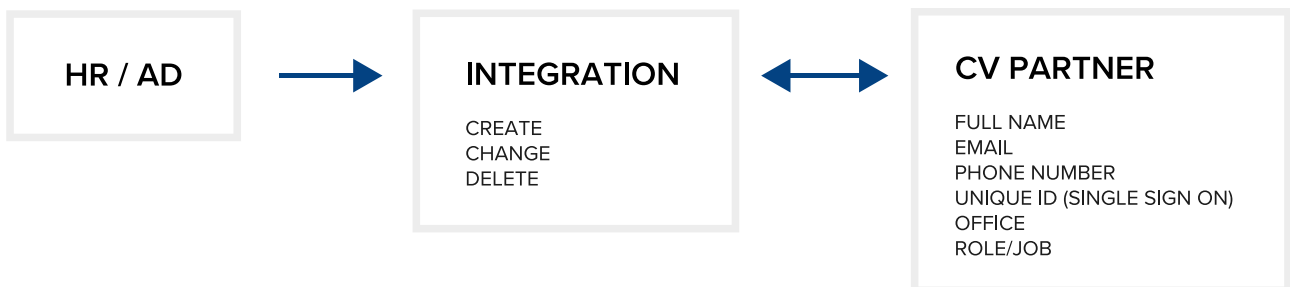 HR / AD
INTEGRATION
CREATE
CHANGE
DELETE
CV PARTNER
FULL NAME
EMAIL
PHONE NUMBER
UNIQUE ID (SINGLE SIGN ON)
OFFICE
ROLE/JOB